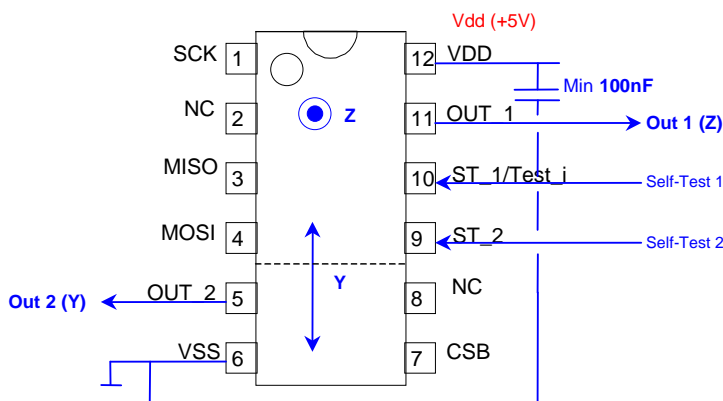 Vdd (+5V)
SCK 1 12 VDD
Min 100nF
NC 2 Z 11 OUT_1 Out 1 (Z)
MISO 3 10 ST_1/Test_i Self-Test 1
MOSI 4 9 ST_2 Self-Test 2
Out 2 (Y) OUT_2 5 Y 8 NC
VSS 6 7 CSB